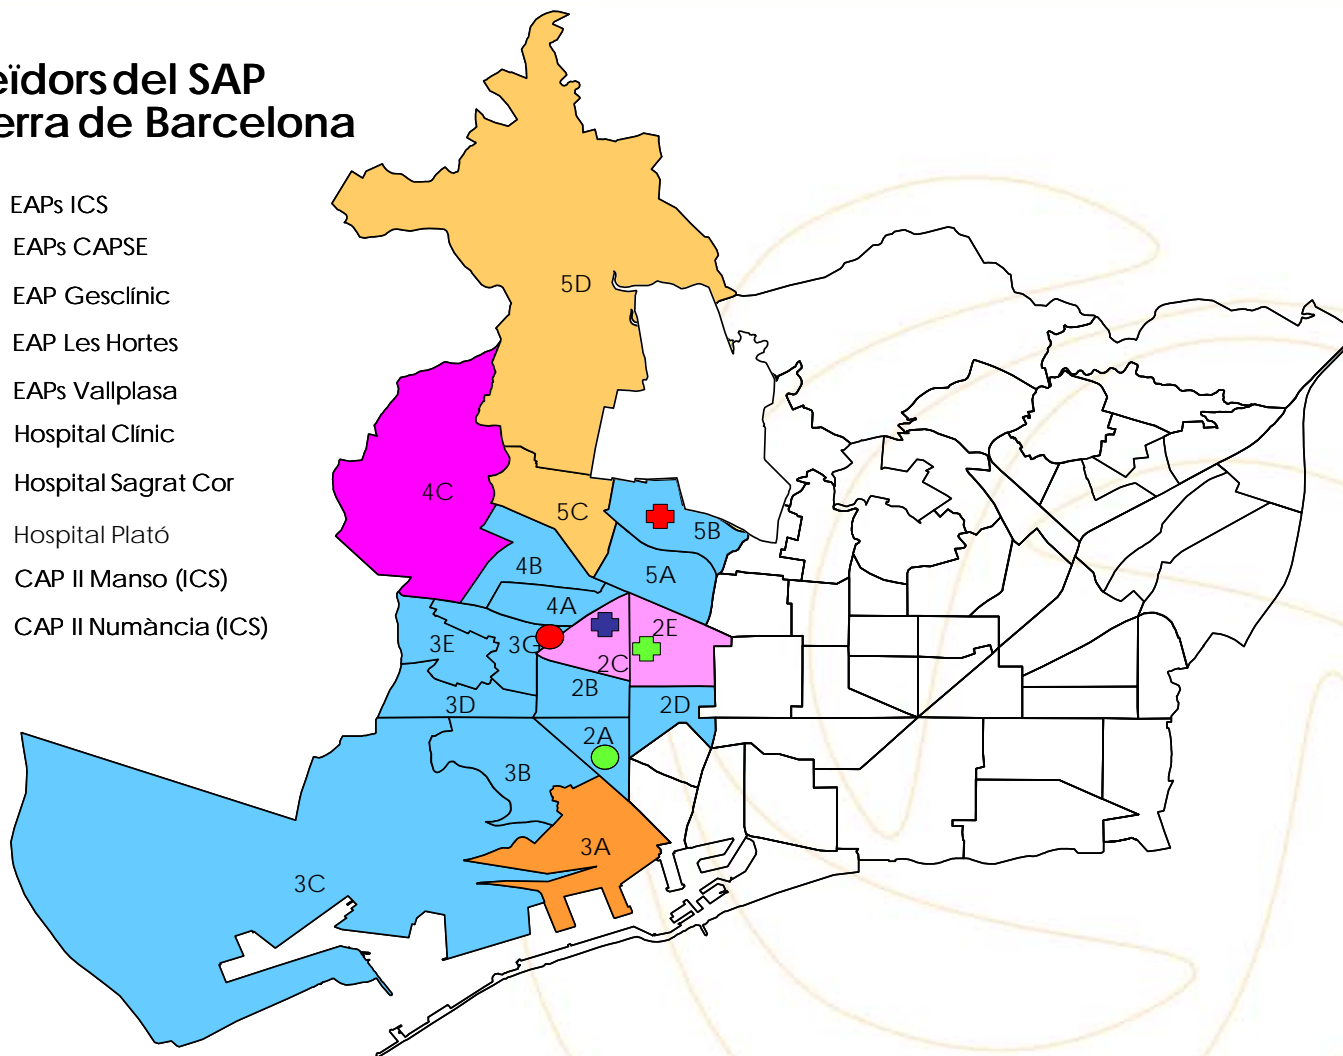 eïdors del SAP
erra de Barcelona
EAPs ICS
EAPs CAPSE
EAP Gesclínic
EAP Les Hortes
EAPs Vallplasa
Hospital Clínic
Hospital Sagrat Cor
Hospital Plató
CAP II Manso (ICS)
CAP II Numància (ICS)
5D
4C
5C
5B
4B
5A
4A
2E
3E
3G
2C
2B
3D
2D
2A
3B
3A
3C